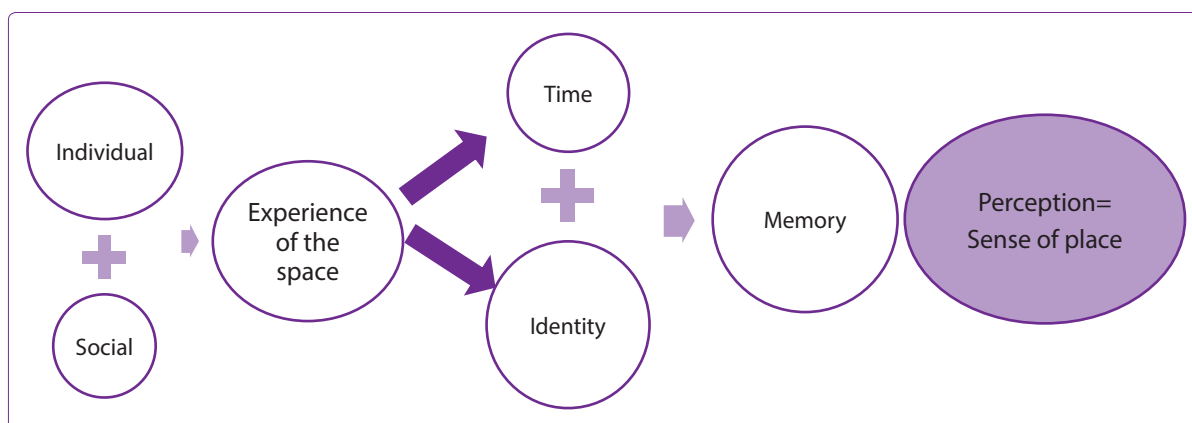 Individual
Social
Experience
of the
space
Time
Identity
Memory
Perception=
Sense of place